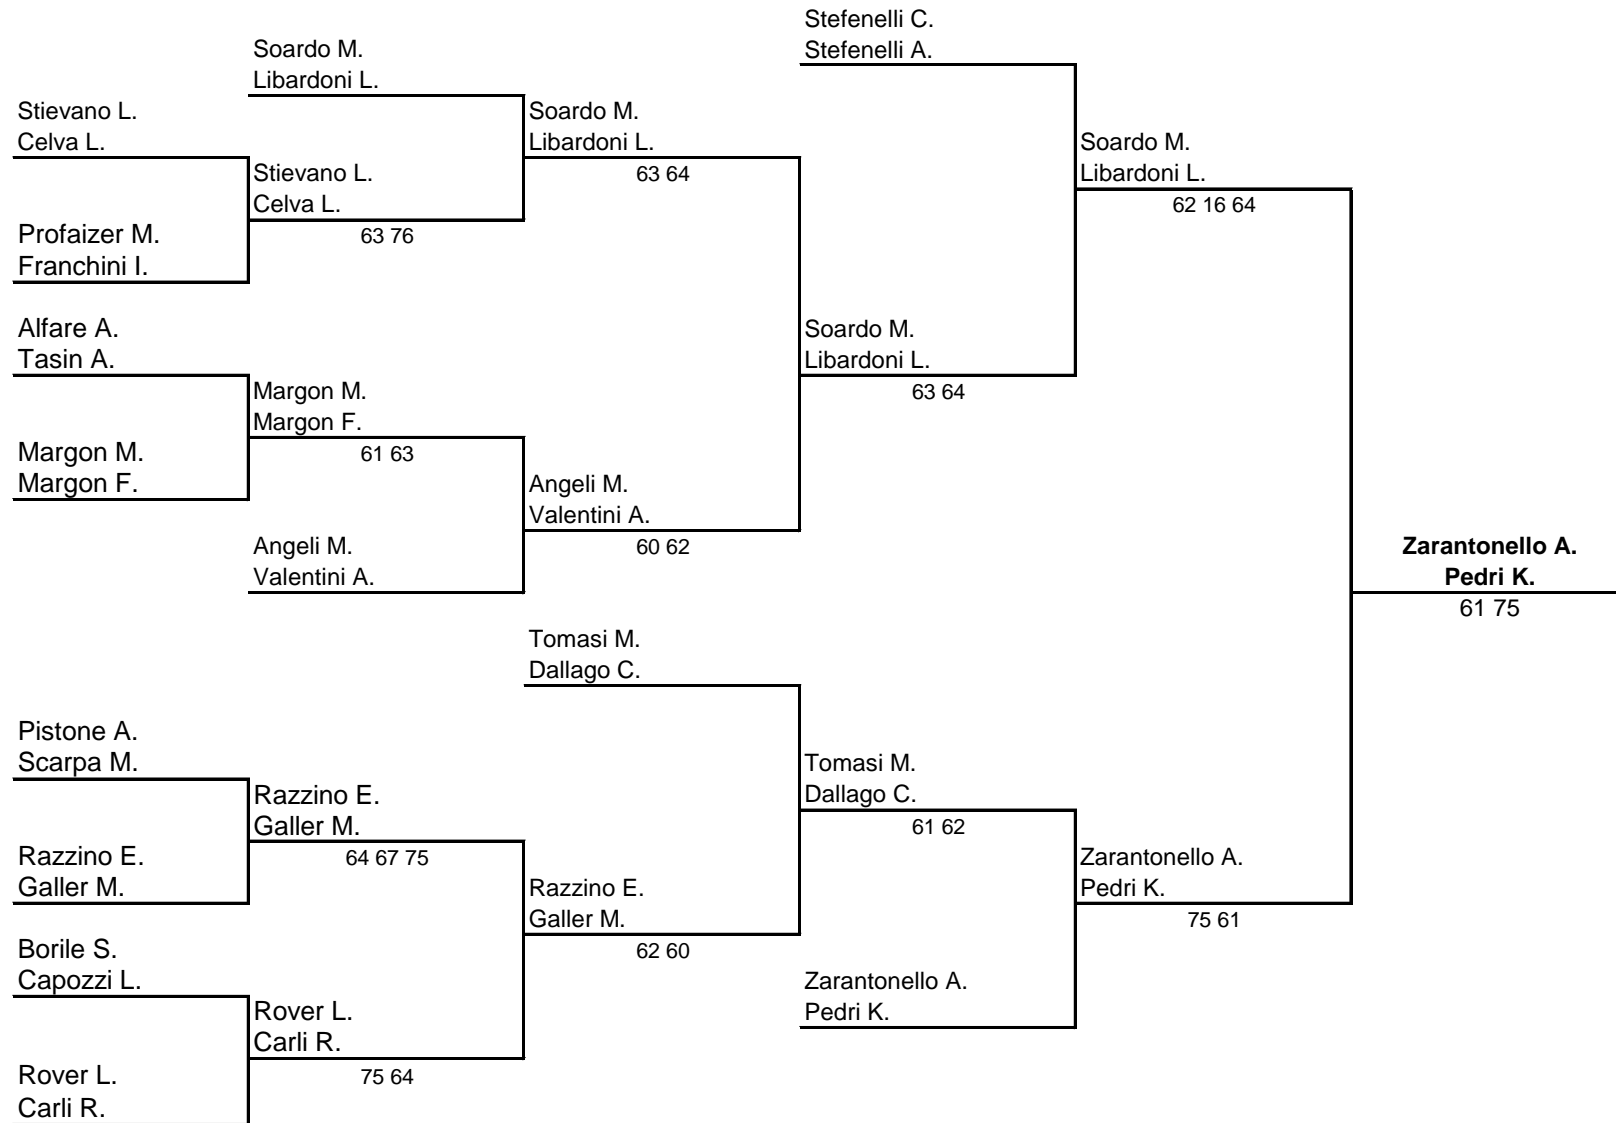 Stefenelli C.
Stefenelli A.
Soardo M.
Libardoni L.
Stievano L.
Celva L.
Soardo M.
Libardoni L.
63 64
Soardo M.
Libardoni L.
62 16 64
Stievano L.
Celva L.
63 76
Profaizer M.
Franchini I.
Alfare A.
Tasin A.
Soardo M.
Libardoni L.
63 64
Margon M.
Margon F.
61 63
Margon M.
Margon F.
Angeli M.
Valentini A.
60 62
Angeli M.
Valentini A.
Zarantonello A.
Pedri K.
61 75
Tomasi M.
Dallago C.
Pistone A.
Scarpa M.
Tomasi M.
Dallago C.
61 62
Razzino E.
Galler M.
64 67 75
Razzino E.
Galler M.
Zarantonello A.
Pedri K.
75 61
Razzino E.
Galler M.
62 60
Borile S.
Capozzi L.
Zarantonello A.
Pedri K.
Rover L.
Carli R.
75 64
Rover L.
Carli R.